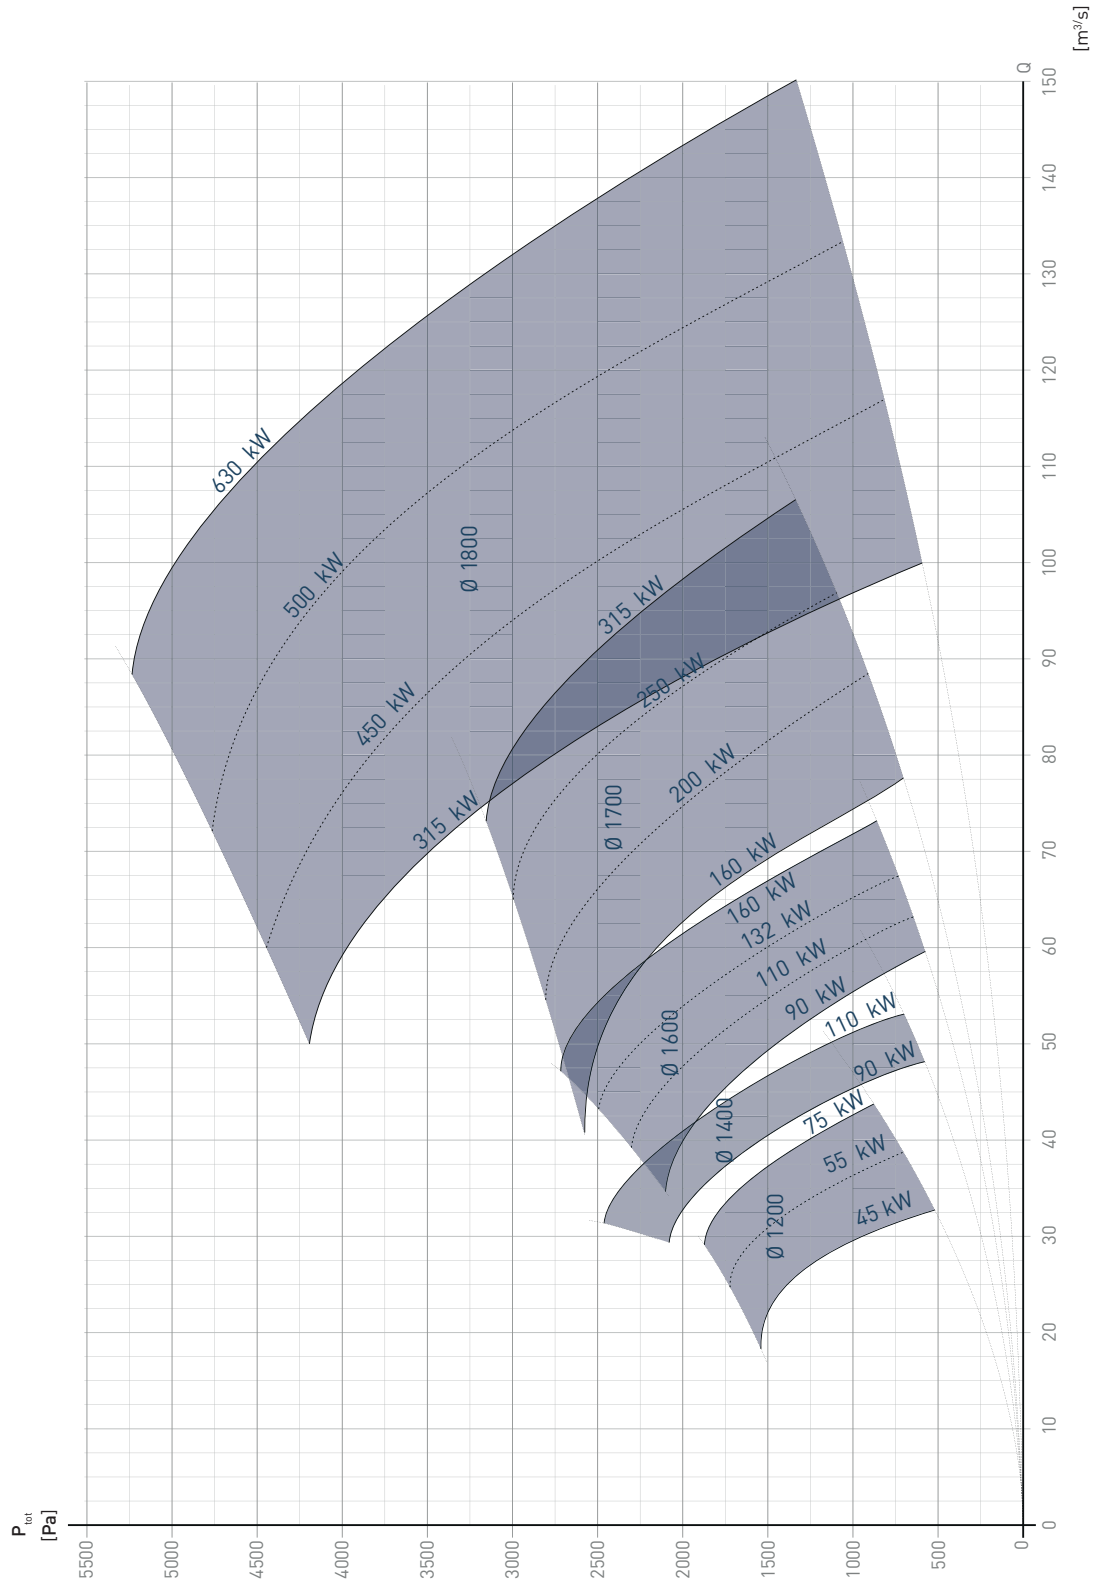 P tot
[Pa]
5500
5000
4500
4000
3500
3000
2500
2000
1500
1000
500
0
0
10
20
30
40
50
60
70
80
90
100
110
120
130
140
150
Q
[m³/s]
630 kW
500 kW
450 kW
315 kW
Ø 1800
315 kW
250 kW
200 kW
160 kW
Ø 1700
160 kW
132 kW
110 kW
90 kW
Ø 1600
110 kW
90 kW
Ø 1400
75 kW
55 kW
45 kW
Ø 1200